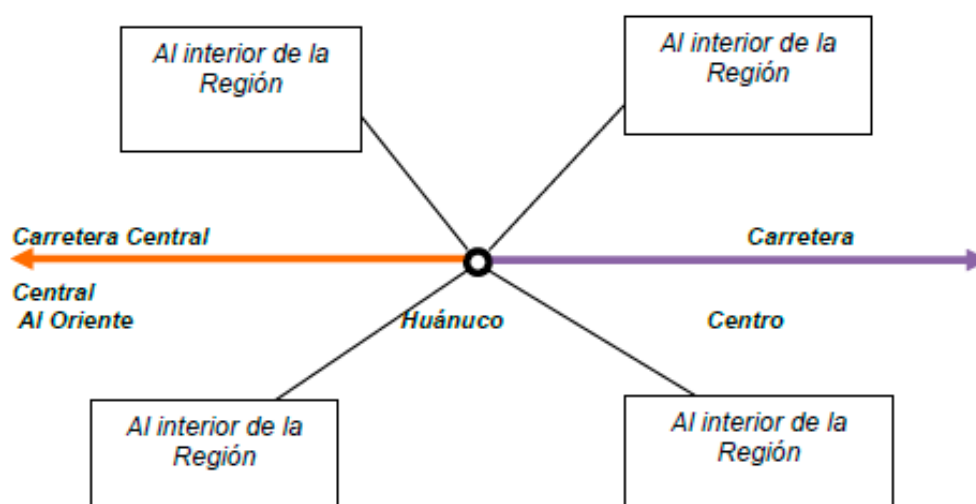 Al interior de la
Región
Al interior de la
Región
Carretera Central
Carretera
Central
Al Oriente
Huánuco
Centro
Al interior de la
Región
Al interior de la
Región